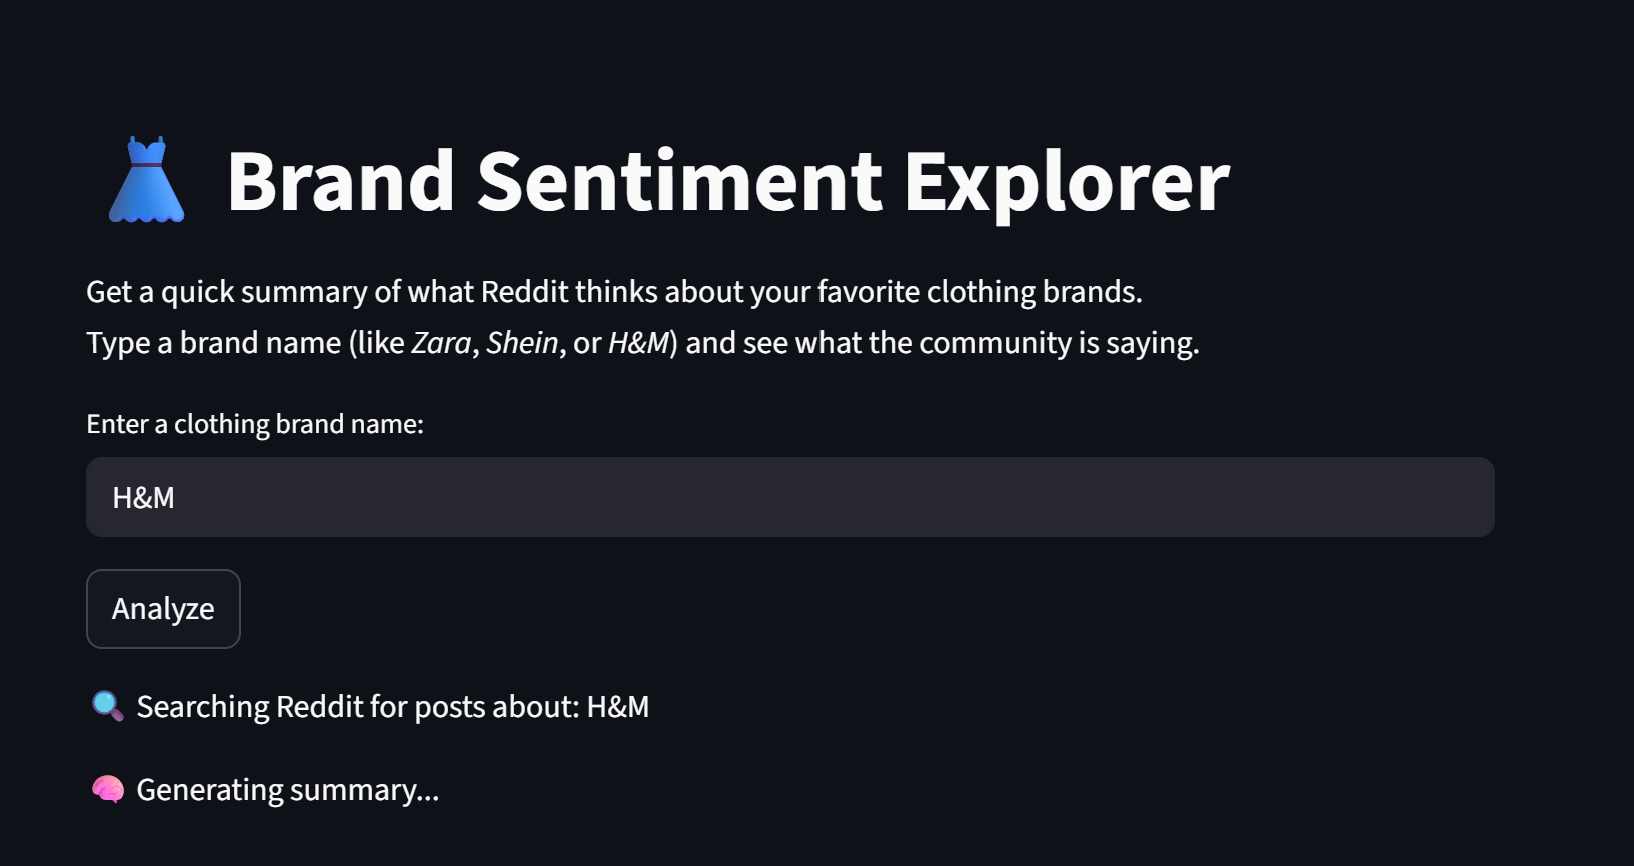 Brand Sentiment Explorer
Get a quick summary of what Reddit thinks about your favorite clothing brands.
Type a brand name (like Zara, Shein, or H&M) and see what the community is saying.
Enter a clothing brand name:
H&M
Analyze
Searching Reddit for posts about: H&M
Generating summary...